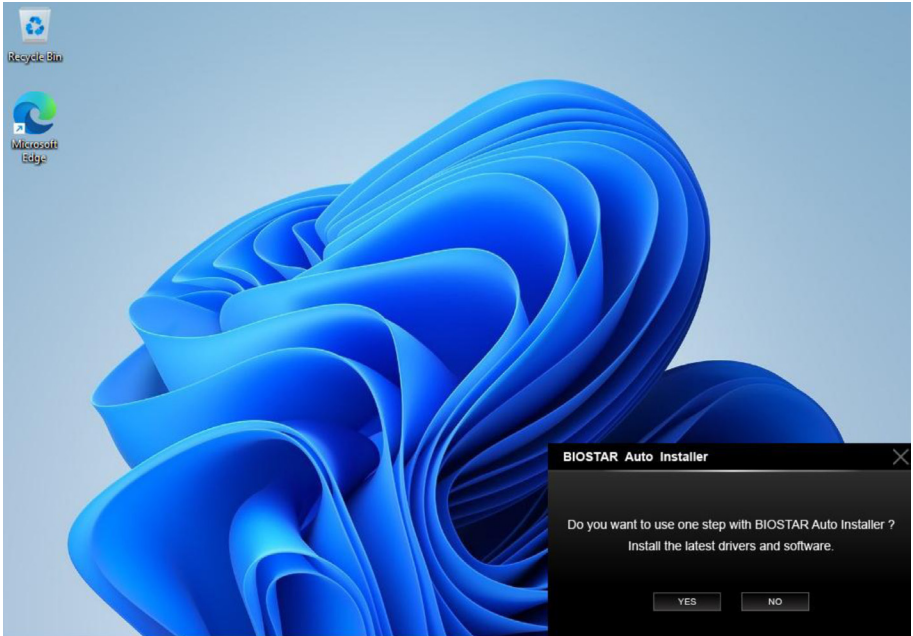 Recycle Bin
Microsoft
Edge
BIOSTAR Auto Installer
Do you want to use one step with BIOSTAR Auto Installer ?
Install the latest drivers and software.
YES
NO